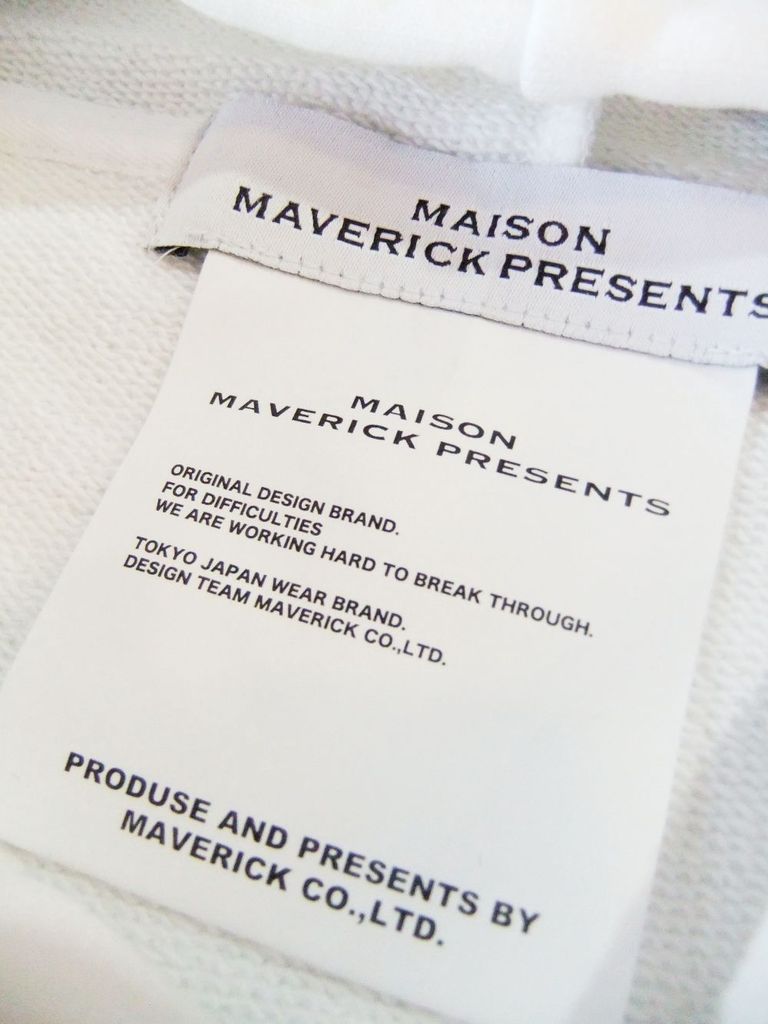 MAISON
MAVERICK PRESENTS
MAISON
MAVERICK PRESENTS
ORIGINAL DESIGN BRAND.
FOR DIFFICULTIES
WE ARE WORKING HARD TO BREAK THROUGH.
TOKYO JAPAN WEAR BRAND.
DESIGN TEAM MAVERICK CO.,LTD.
PRODUSE AND PRESENTS BY
MAVERICK CO.,LTD.